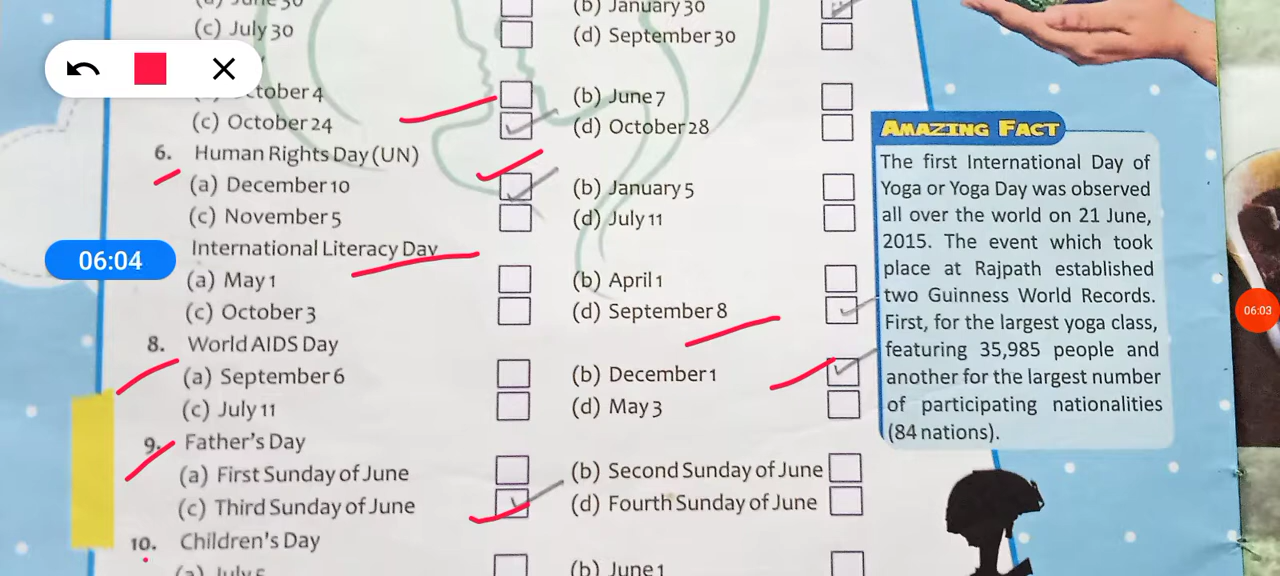 (b) January 30
(c) July 30
(d) September 30
October 4
(b) June 7
(c) October 24
(d) October 28
6. Human Rights Day (UN)
(a) December 10
(b) January 5
(c) November 5
(d) July 11
International Literacy Day
(a) May 1
(b) April 1
(c) October 3
(d) September 8
8. World AIDS Day
(a) September 6
(b) December 1
(c) July 11
(d) May 3
9. Father's Day
(a) First Sunday of June
(b) Second Sunday of June
(c) Third Sunday of June
(d) Fourth Sunday of June
10. Children's Day
(a) July 5
(b) June 1
AMAZING FACT
The first International Day of
Yoga or Yoga Day was observed
all over the world on 21 June,
2015. The event which took
place at Rajpath established
two Guinness World Records.
First, for the largest yoga class,
featuring 35,985 people and
another for the largest number
of participating nationalities
(84 nations).
06:04
06:03